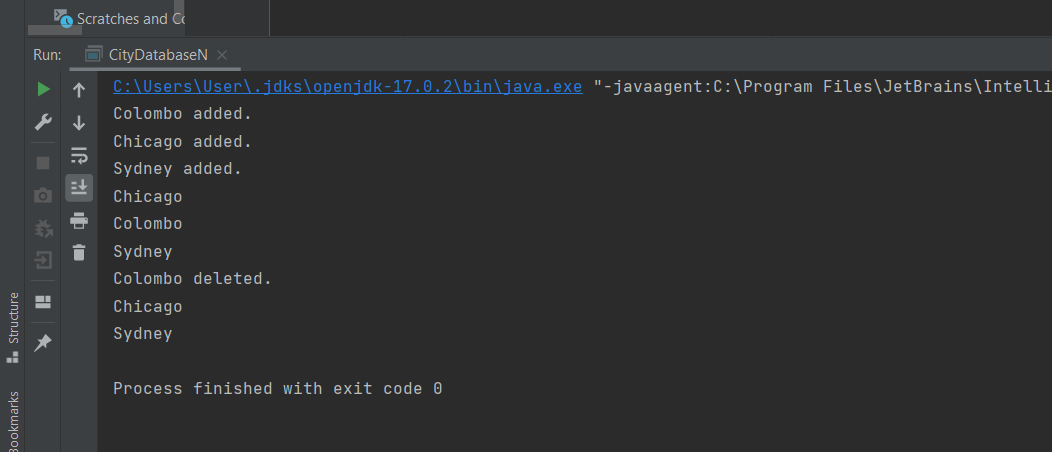 Scratches and Co
Run: CityDatabaseN
C:\Users\User\.jdks\openjdk-17.0.2\bin\java.exe "-javaagent:C:\Program Files\JetBrains\Intelli
Colombo added.
Chicago added.
Sydney added.
Chicago
Colombo
Sydney
Colombo deleted.
Chicago
Sydney
Process finished with exit code 0
Structure
Bookmarks